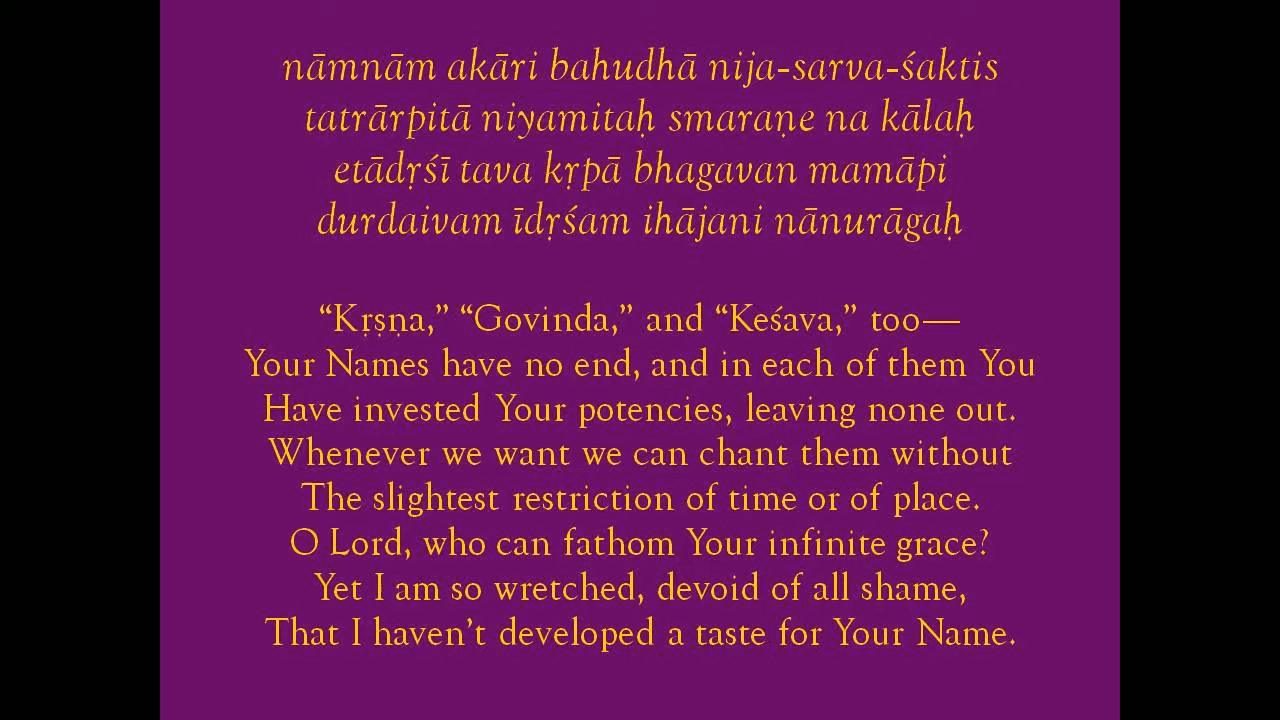 nāmnām akāri bahudhā nija-sarva-śaktis
tatrārpitā niyamitaḥ smaraṇe na kālaḥ
etādṛśī tava kṛpā bhagavan mamāpi
durdaivam īdṛśam ihājani nānurāgaḥ
“Kṛṣṇa,” “Govinda,” and “Keśava,” too—
Your Names have no end, and in each of them You
Have invested Your potencies, leaving none out.
Whenever we want we can chant them without
The slightest restriction of time or of place.
O Lord, who can fathom Your infinite grace?
Yet I am so wretched, devoid of all shame,
That I haven’t developed a taste for Your Name.